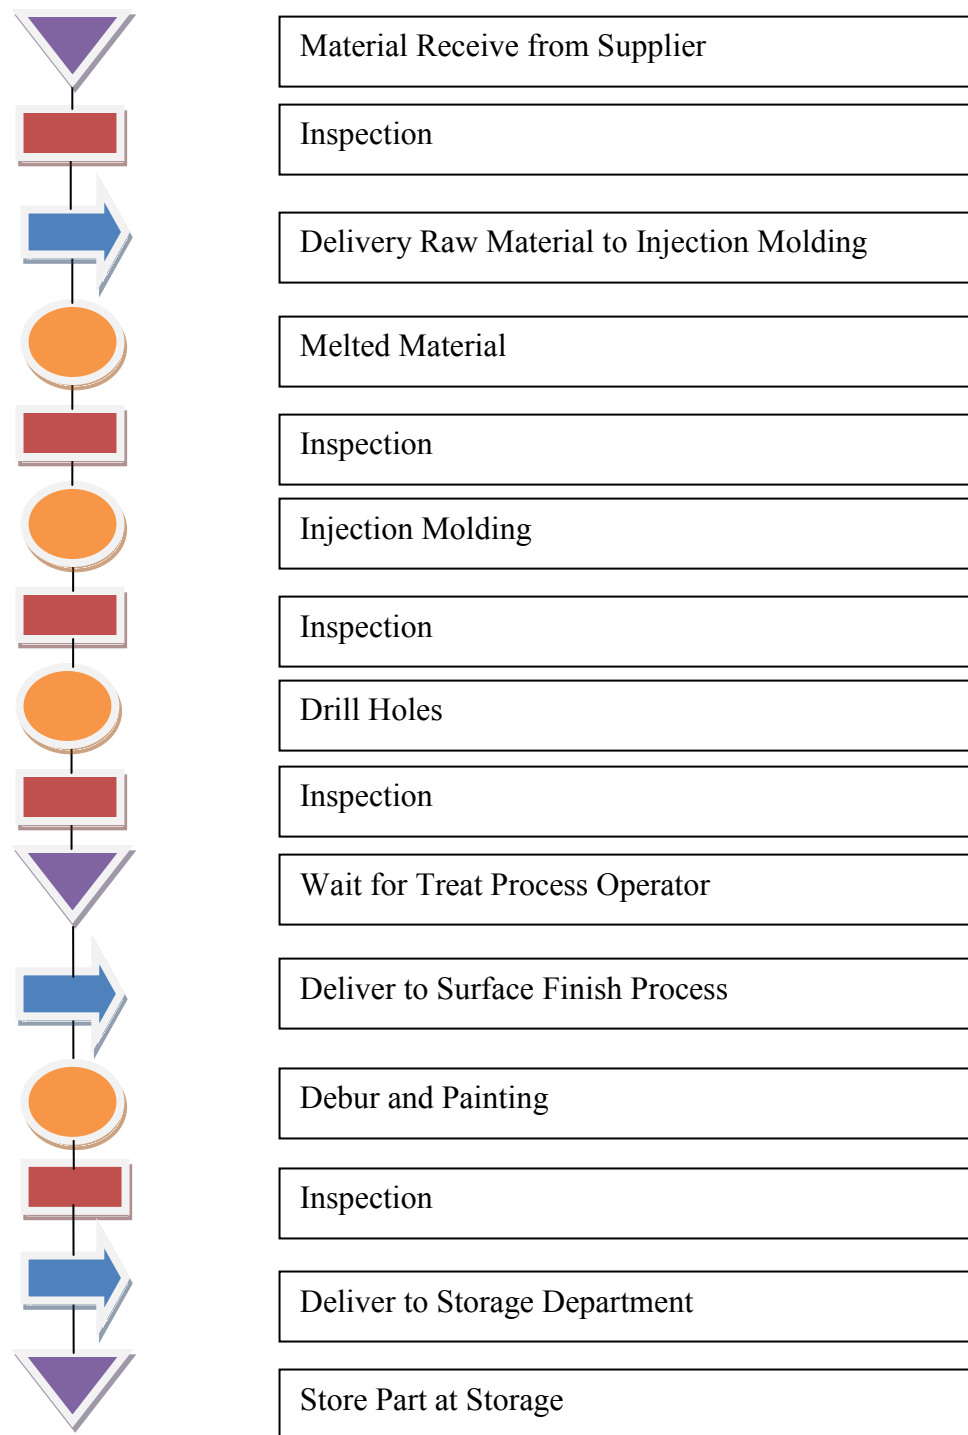 Material Receive from Supplier
Inspection
Delivery Raw Material to Injection Molding
Melted Material
Inspection
Injection Molding
Inspection
Drill Holes
Inspection
Wait for Treat Process Operator
Deliver to Surface Finish Process
Debur and Painting
Inspection
Deliver to Storage Department
Store Part at Storage